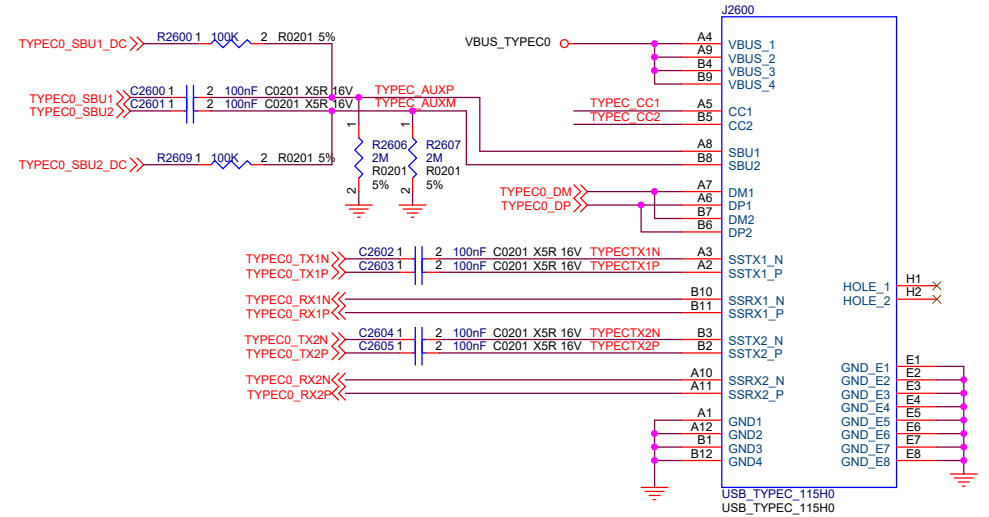 J2600
TYPEC0_SBU1_DC R2600 1 100K 2 R0201 5%
VBUS_TYPEC0
A4 VBUS_1
A9 VBUS_2
B4 VBUS_3
B9 VBUS_4
TYPEC0_SBU1 C2600 1 2 100nF C0201 X5R 16V TYPEC_AUXP
TYPEC0_SBU2 C2601 1 2 100nF C0201 X5R 16V TYPEC_AUXM
TYPEC_CC1 A5 CC1
TYPEC_CC2 B5 CC2
TYPEC0_SBU2_DC R2609 1 100K 2 R0201 5%
1 R2606 1 R2607
2M 2M
R0201 R0201
2 5% 2 5%
A8 SBU1
B8 SBU2
TYPEC0_DM A7 DM1
TYPEC0_DP A6 DP1
B7 DM2
B6 DP2
TYPEC0_TX1N C2602 1 2 100nF C0201 X5R 16V TYPECTX1N A3 SSTX1_N
TYPEC0_TX1P C2603 1 2 100nF C0201 X5R 16V TYPECTX1P A2 SSTX1_P
TYPEC0_RX1N B10 SSRX1_N
TYPEC0_RX1P B11 SSRX1_P
TYPEC0_TX2N C2604 1 2 100nF C0201 X5R 16V TYPECTX2N B3 SSTX2_N
TYPEC0_TX2P C2605 1 2 100nF C0201 X5R 16V TYPECTX2P B2 SSTX2_P
TYPEC0_RX2N A10 SSRX2_N
TYPEC0_RX2P A11 SSRX2_P
A1 GND1
A12 GND2
B1 GND3
B12 GND4
HOLE_1 H1
HOLE_2 H2
GND_E1 E1
GND_E2 E2
GND_E3 E3
GND_E4 E4
GND_E5 E5
GND_E6 E6
GND_E7 E7
GND_E8 E8
USB_TYPEC_115H0
USB_TYPEC_115H0